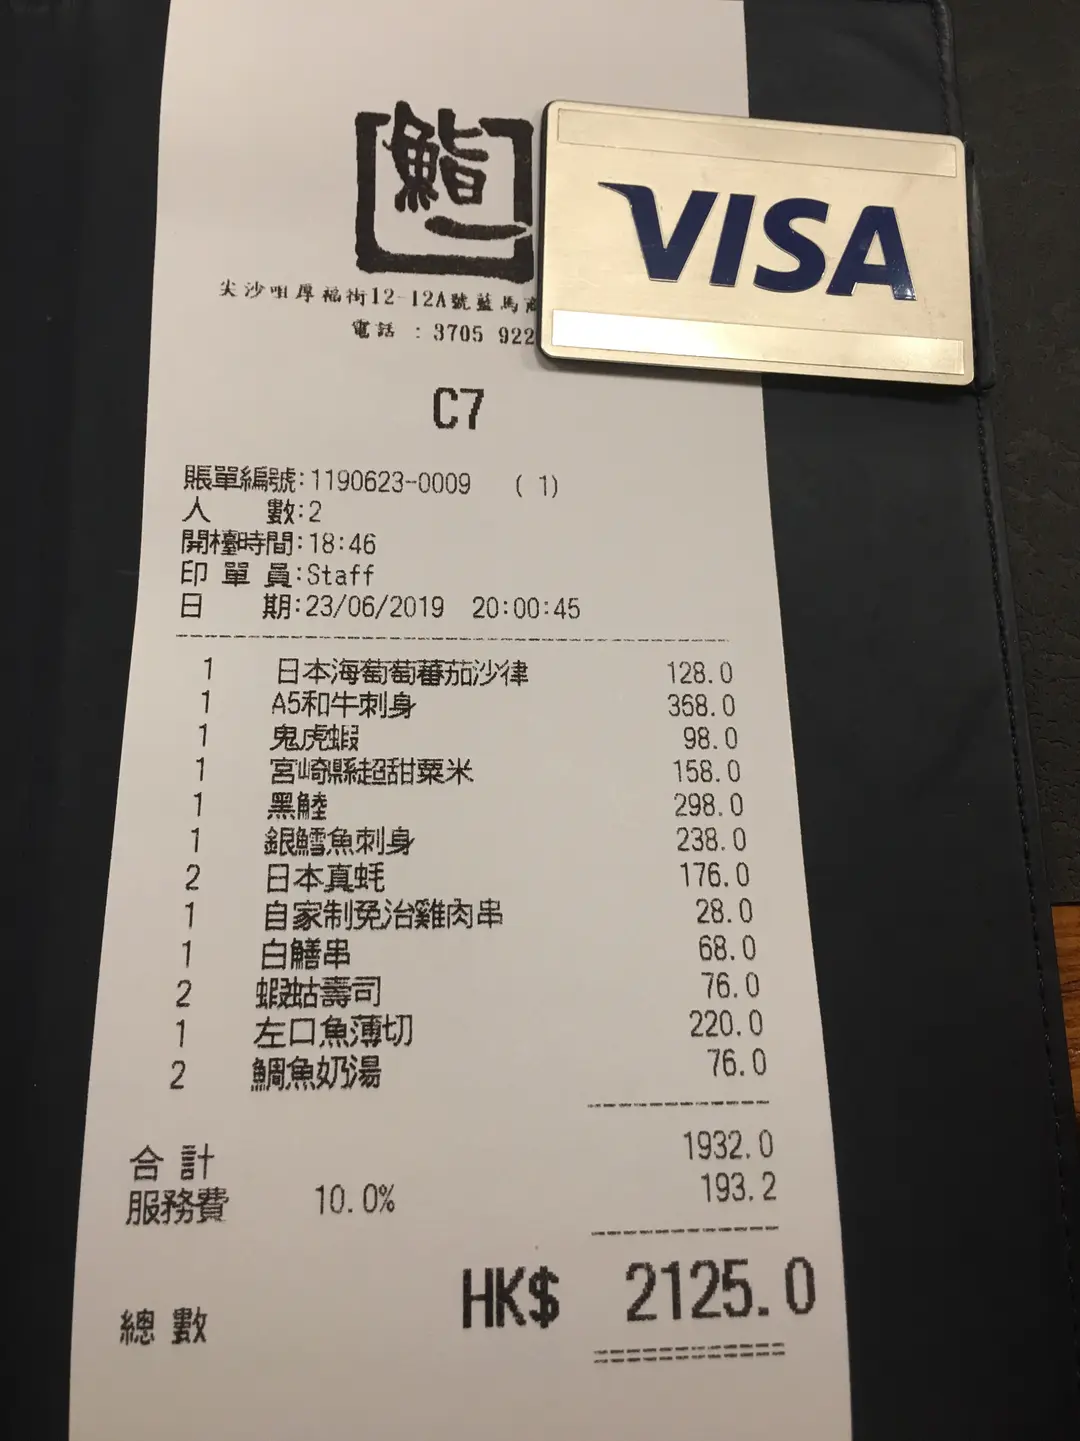 鮨一
VISA
尖沙咀厚福街12-12A號藍馬商
電話 : 3705 922
C7
賬單編號:1190623-0009 ( 1)
人 數:2
開檯時間:18:46
印 單 員:Staff
日 期:23/06/2019 20:00:45
1 日本海葡萄蕃茄沙律 128.0
1 A5和牛刺身 368.0
1 鬼虎蝦 98.0
1 宮崎縣超甜粟米 158.0
1 黑鯥 298.0
1 銀鱈魚刺身 238.0
2 日本真蚝 176.0
1 自家制免治雞肉串 28.0
1 白鱔串 68.0
2 蝦蛄壽司 76.0
1 左口魚薄切 220.0
2 鯛魚奶湯 76.0
合 計 1932.0
服務費 10.0% 193.2
總 數 HK$ 2125.0